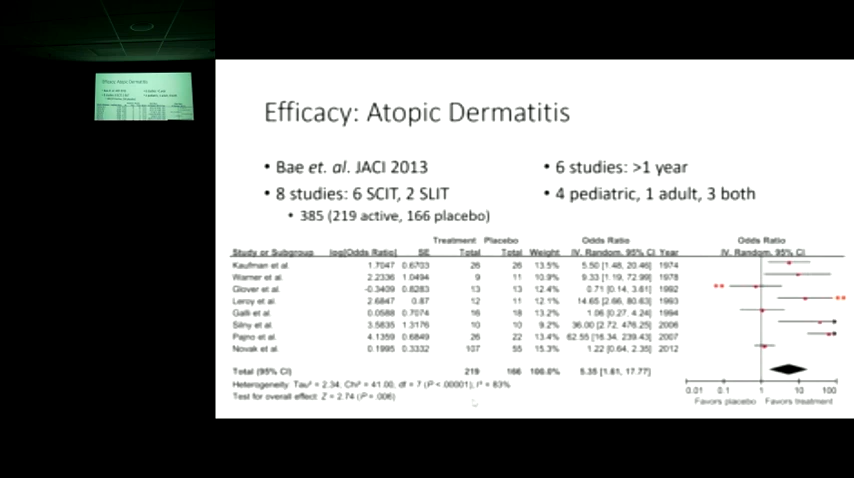 Efficacy: Atopic Dermatitis
• Bae et. al. JACI 2013
• 8 studies: 6 SCIT, 2 SLIT
• 385 (219 active, 166 placebo)
• 6 studies: >1 year
• 4 pediatric, 1 adult, 3 both
Treatment Placebo Odds Ratio Odds Ratio
Study or Subgroup log[Odds Ratio] SE Total Total Weight IV. Random. 95% CI Year IV. Random. 95% CI
Kaufman et al. 1.7047 0.6703 26 26 13.5% 5.50 [1.48, 20.46] 1974
Warner et al. 2.2336 1.0494 9 11 10.9% 9.33 [1.19, 72.99] 1978
Glover et al. -0.3409 0.8283 13 13 12.4% 0.71 [0.14, 3.61] 1992 **
Leroy et al. 2.6847 0.87 12 11 12.1% 14.65 [2.66, 80.63] 1993 **
Galli et al. 0.0588 0.7074 16 18 13.2% 1.06 [0.27, 4.24] 1994
Silny et al. 3.5835 1.3176 10 10 9.2% 36.00 [2.72, 476.25] 2006
Pajno et al. 4.1359 0.6849 26 22 13.4% 62.55 [16.34, 239.43] 2007
Novak et al. 0.1995 0.3332 107 55 15.3% 1.22 [0.64, 2.35] 2012
Total (95% CI) 219 166 100.0% 5.35 [1.61, 17.77]
Heterogeneity: Tau² = 2.34, Chi² = 41.00, df = 7 (P < .00001); I² = 83%
Test for overall effect: Z = 2.74 (P = .006)
0.01 0.1 1 10 100
Favors placebo Favors treatment
Efficacy: Atopic Dermatitis